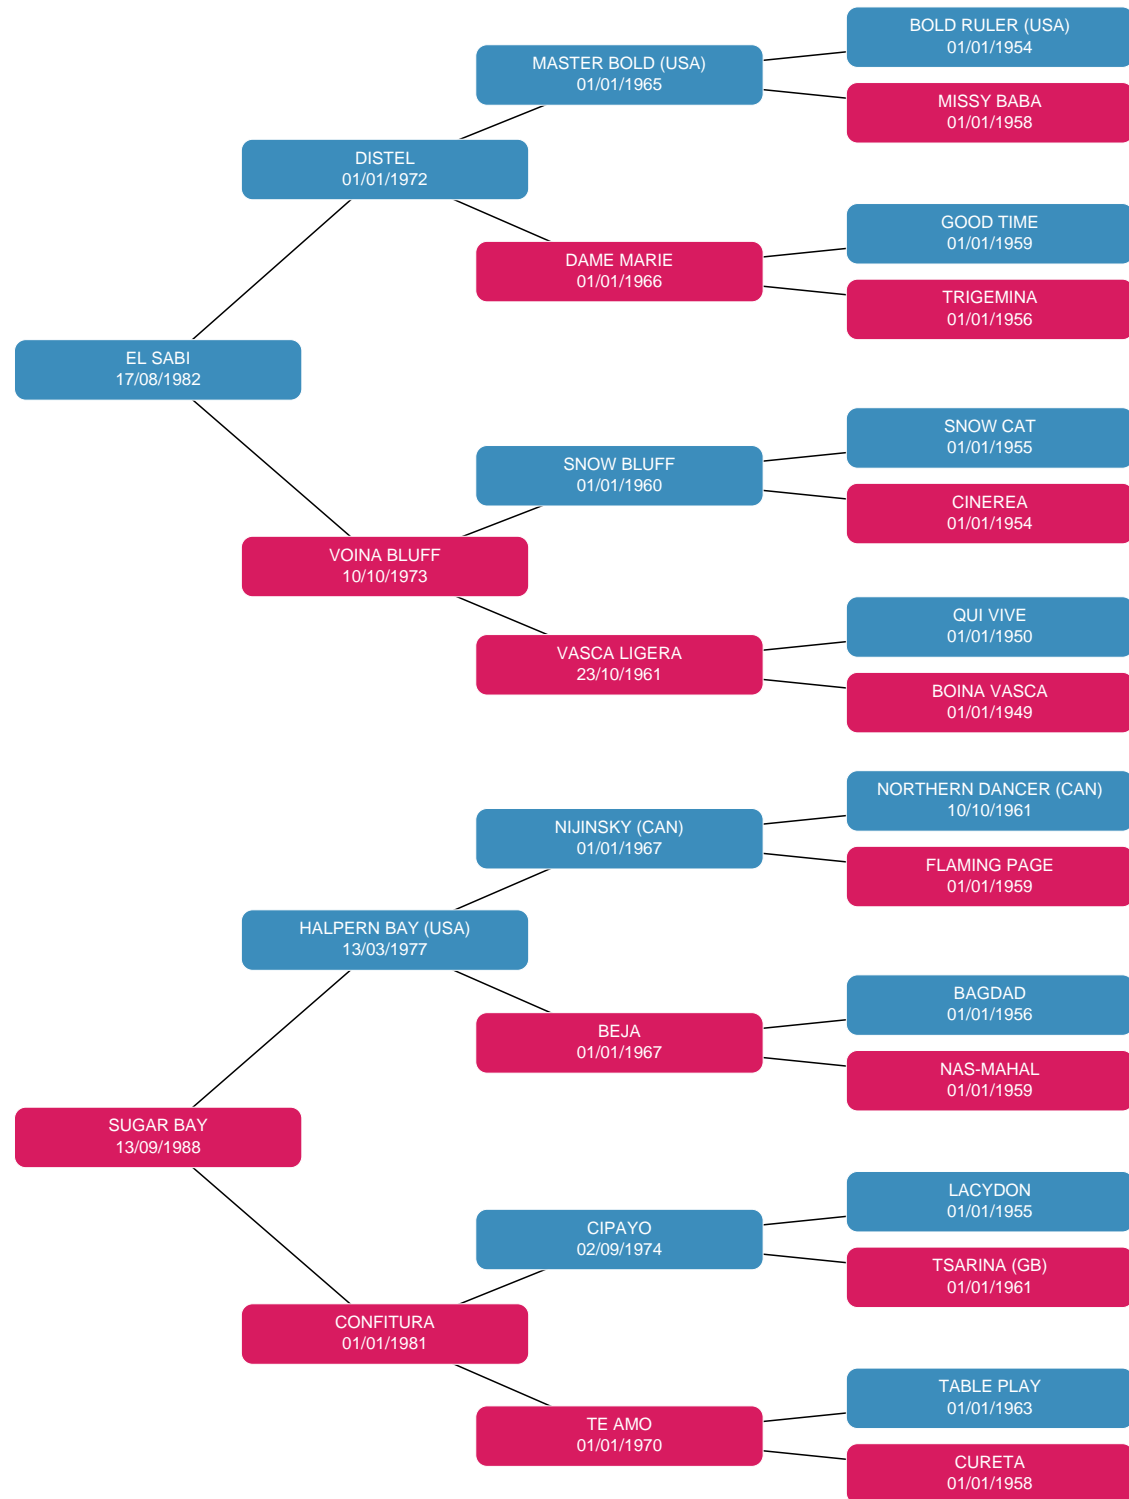 BOLD RULER (USA)
01/01/1954
MASTER BOLD (USA)
01/01/1965
MISSY BABA
01/01/1958
DISTEL
01/01/1972
GOOD TIME
01/01/1959
DAME MARIE
01/01/1966
TRIGEMINA
01/01/1956
EL SABI
17/08/1982
SNOW CAT
01/01/1955
SNOW BLUFF
01/01/1960
CINEREA
01/01/1954
VOINA BLUFF
10/10/1973
QUI VIVE
01/01/1950
VASCA LIGERA
23/10/1961
BOINA VASCA
01/01/1949
NORTHERN DANCER (CAN)
10/10/1961
NIJINSKY (CAN)
01/01/1967
FLAMING PAGE
01/01/1959
HALPERN BAY (USA)
13/03/1977
BAGDAD
01/01/1956
BEJA
01/01/1967
NAS-MAHAL
01/01/1959
SUGAR BAY
13/09/1988
LACYDON
01/01/1955
CIPAYO
02/09/1974
TSARINA (GB)
01/01/1961
CONFITURA
01/01/1981
TABLE PLAY
01/01/1963
TE AMO
01/01/1970
CURETA
01/01/1958